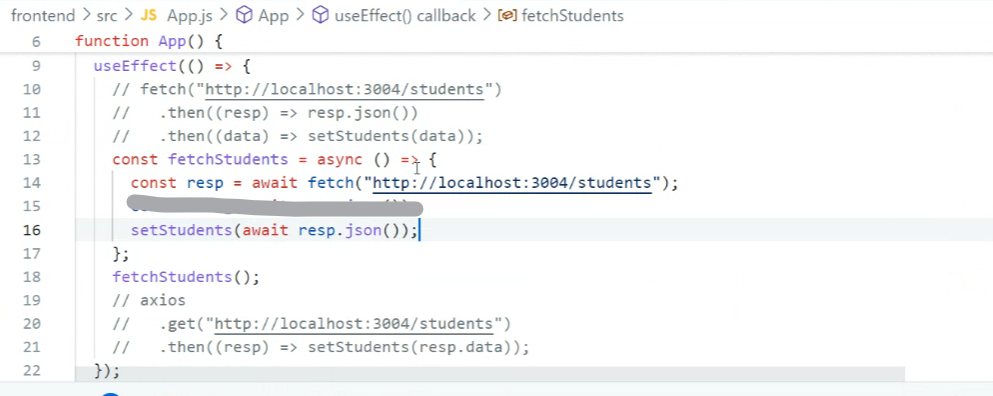 frontend > src > JS App.js > App > useEffect() callback > fetchStudents
6 function App() {
9 useEffect(() => {
10 // fetch("http://localhost:3004/students")
11 // .then((resp) => resp.json())
12 // .then((data) => setStudents(data));
13 const fetchStudents = async () => {
14 const resp = await fetch("http://localhost:3004/students");
15
16 setStudents(await resp.json());
17 };
18 fetchStudents();
19 // axios
20 // .get("http://localhost:3004/students")
21 // .then((resp) => setStudents(resp.data));
22 });